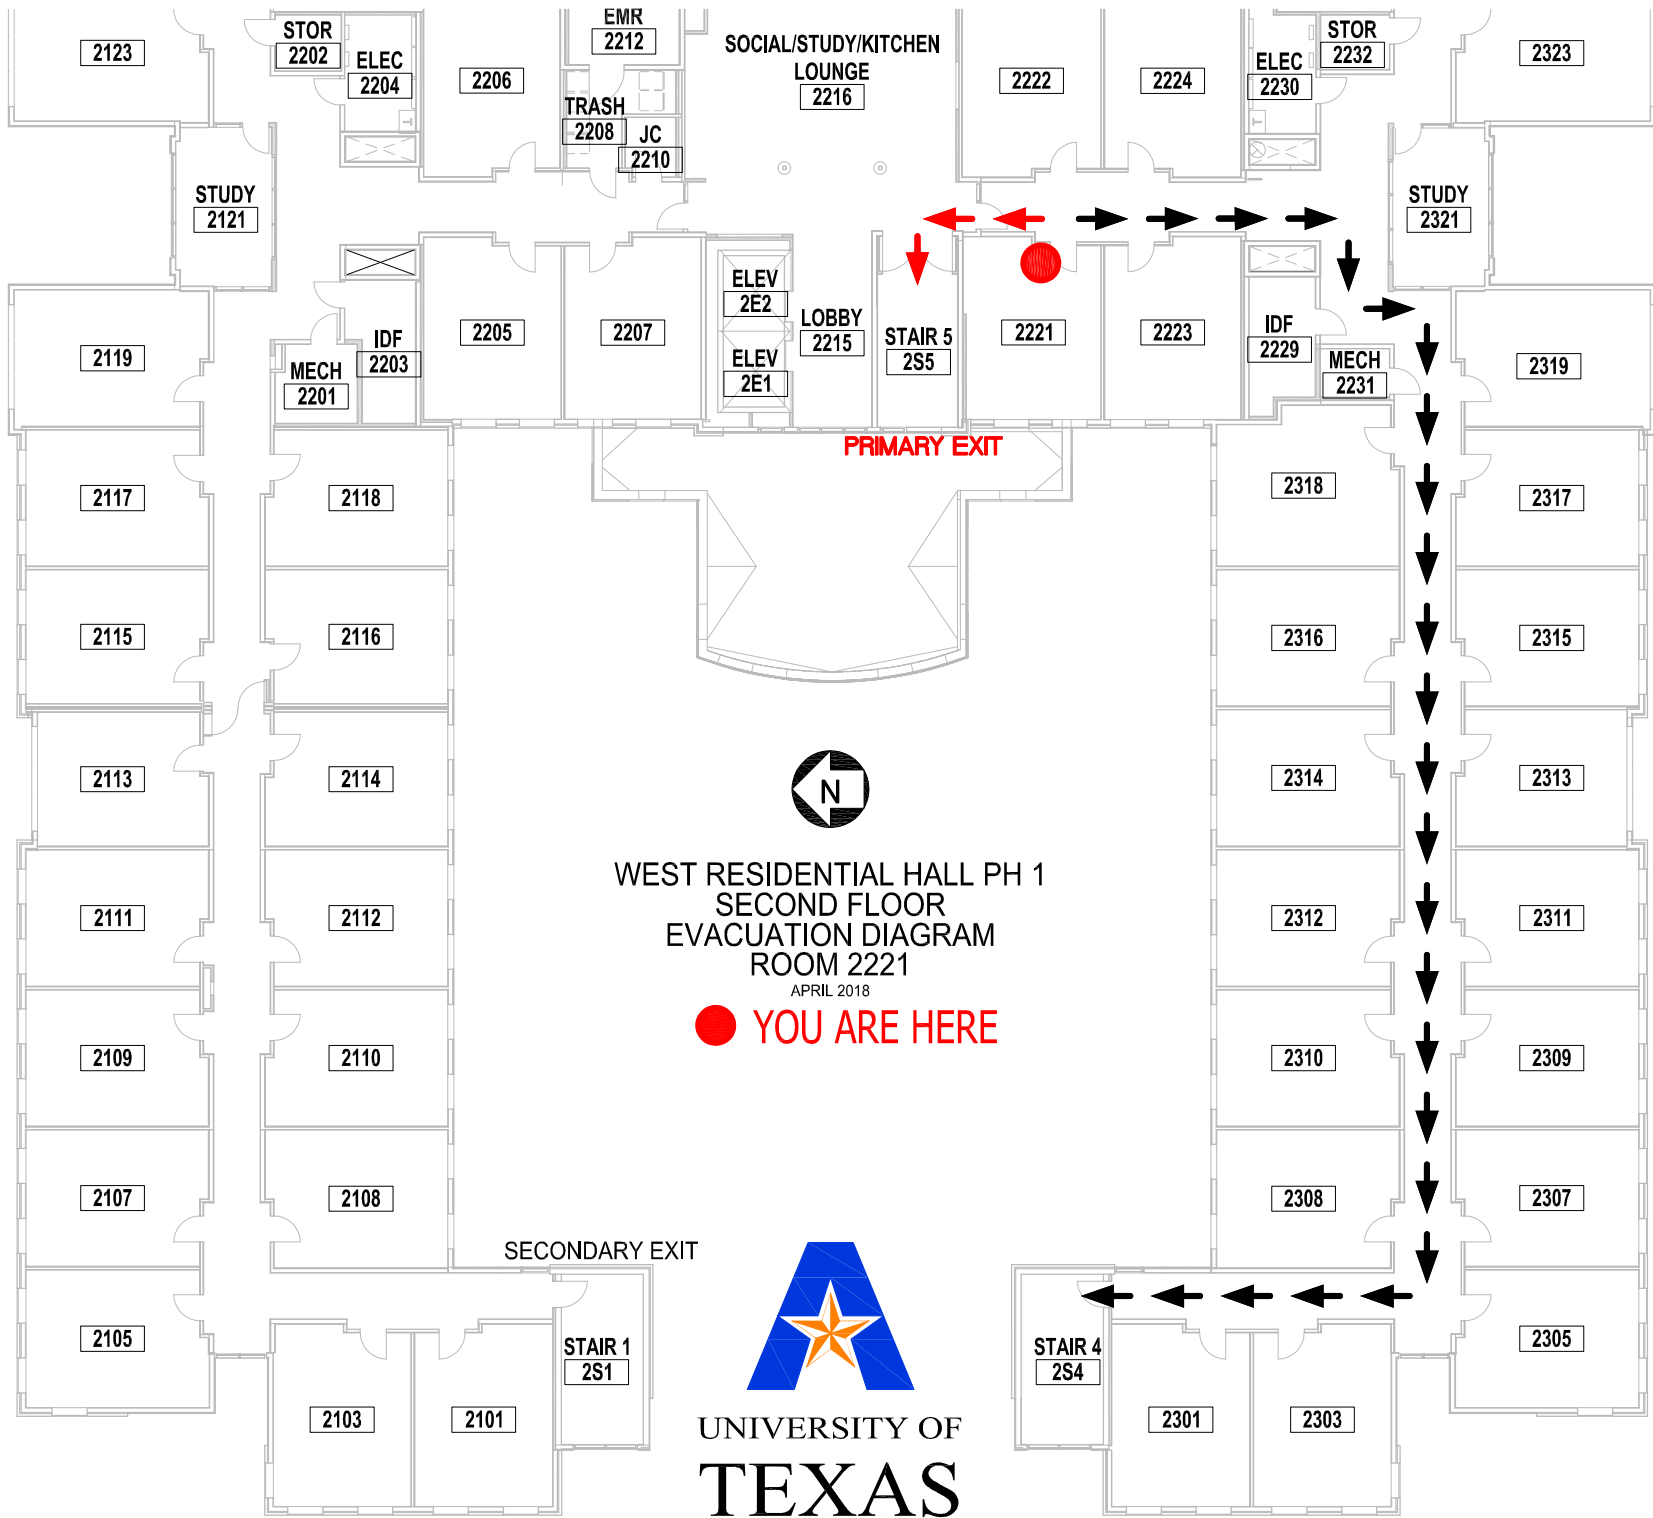 EMR
2212
STOR
2202
STOR
2232
SOCIAL/STUDY/KITCHEN
LOUNGE
2216
2123
ELEC
2204
2206
2222
2224
ELEC
2230
2323
TRASH
2208
JC
2210
STUDY
2121
STUDY
2321
ELEV
2E2
ELEV
2E1
LOBBY
2215
STAIR 5
2S5
2205
2207
2221
2223
IDF
2203
IDF
2229
MECH
2201
MECH
2231
2119
2319
PRIMARY EXIT
2117
2118
2318
2317
2115
2116
2316
2315
2113
2114
2314
2313
N
WEST RESIDENTIAL HALL PH 1
SECOND FLOOR
EVACUATION DIAGRAM
ROOM 2221
APRIL 2018
YOU ARE HERE
2111
2112
2312
2311
2109
2110
2310
2309
2107
2108
2308
2307
SECONDARY EXIT
2105
STAIR 1
2S1
STAIR 4
2S4
2305
2103
2101
2301
2303
UNIVERSITY OF
TEXAS